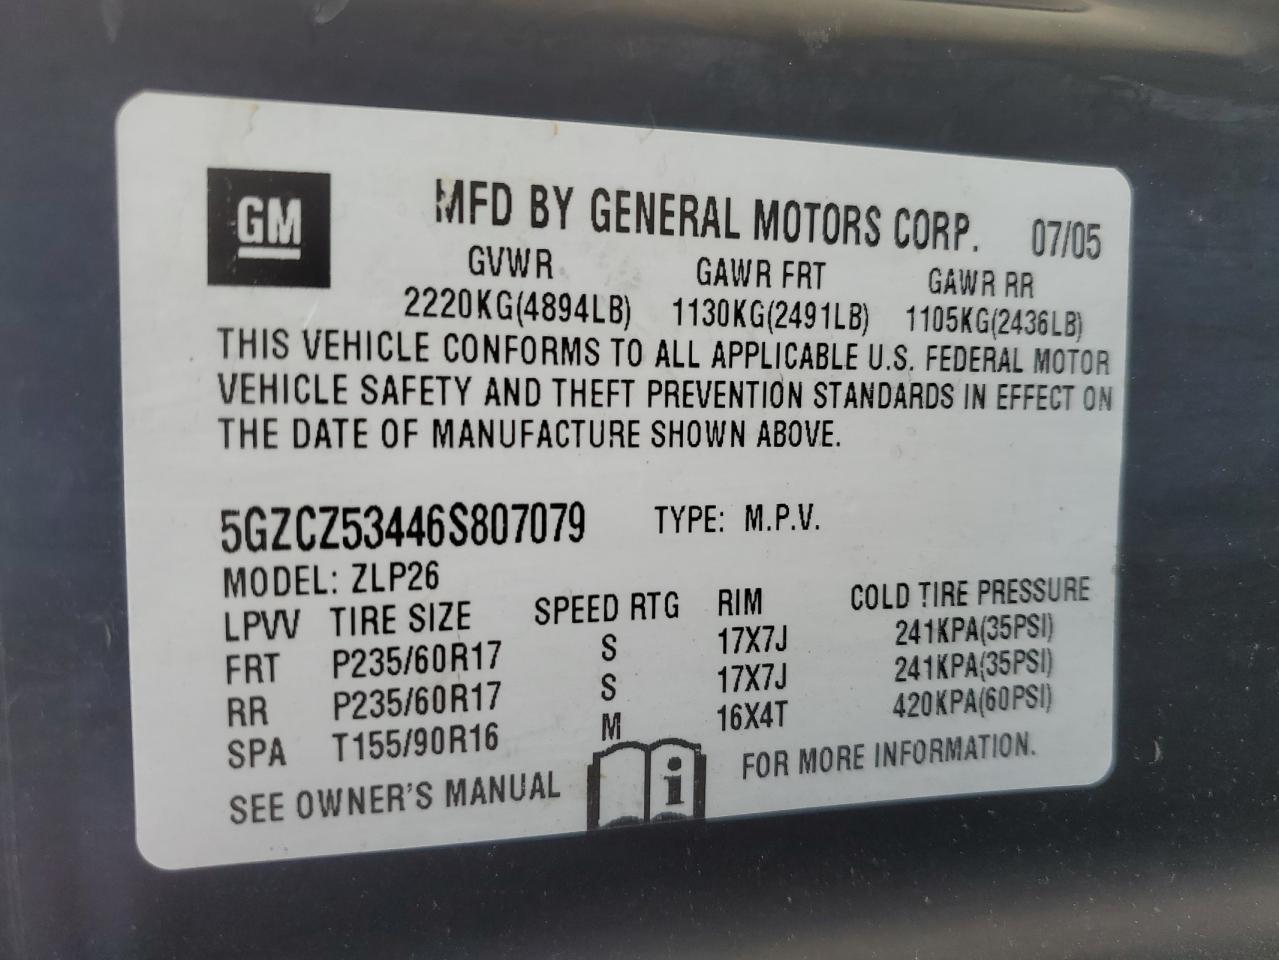 GM
MFD BY GENERAL MOTORS CORP. 07/05
GVWR GAWR FRT GAWR RR
2220KG(4894LB) 1130KG(2491LB) 1105KG(2436LB)
THIS VEHICLE CONFORMS TO ALL APPLICABLE U.S. FEDERAL MOTOR
VEHICLE SAFETY AND THEFT PREVENTION STANDARDS IN EFFECT ON
THE DATE OF MANUFACTURE SHOWN ABOVE.
5GZCZ53446S807079 TYPE: M.P.V.
MODEL: ZLP26
LPVV TIRE SIZE SPEED RTG RIM COLD TIRE PRESSURE
FRT P235/60R17 S 17X7J 241KPA(35PSI)
RR P235/60R17 S 17X7J 241KPA(35PSI)
SPA T155/90R16 M 16X4T 420KPA(60PSI)
SEE OWNER'S MANUAL i FOR MORE INFORMATION.